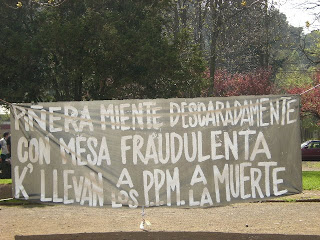 PIÑERA MIENTE DESCARADAMENTE
CON MESA FRAUDULENTA
K' LLEVAN A LOS PPM. A LA MUERTE